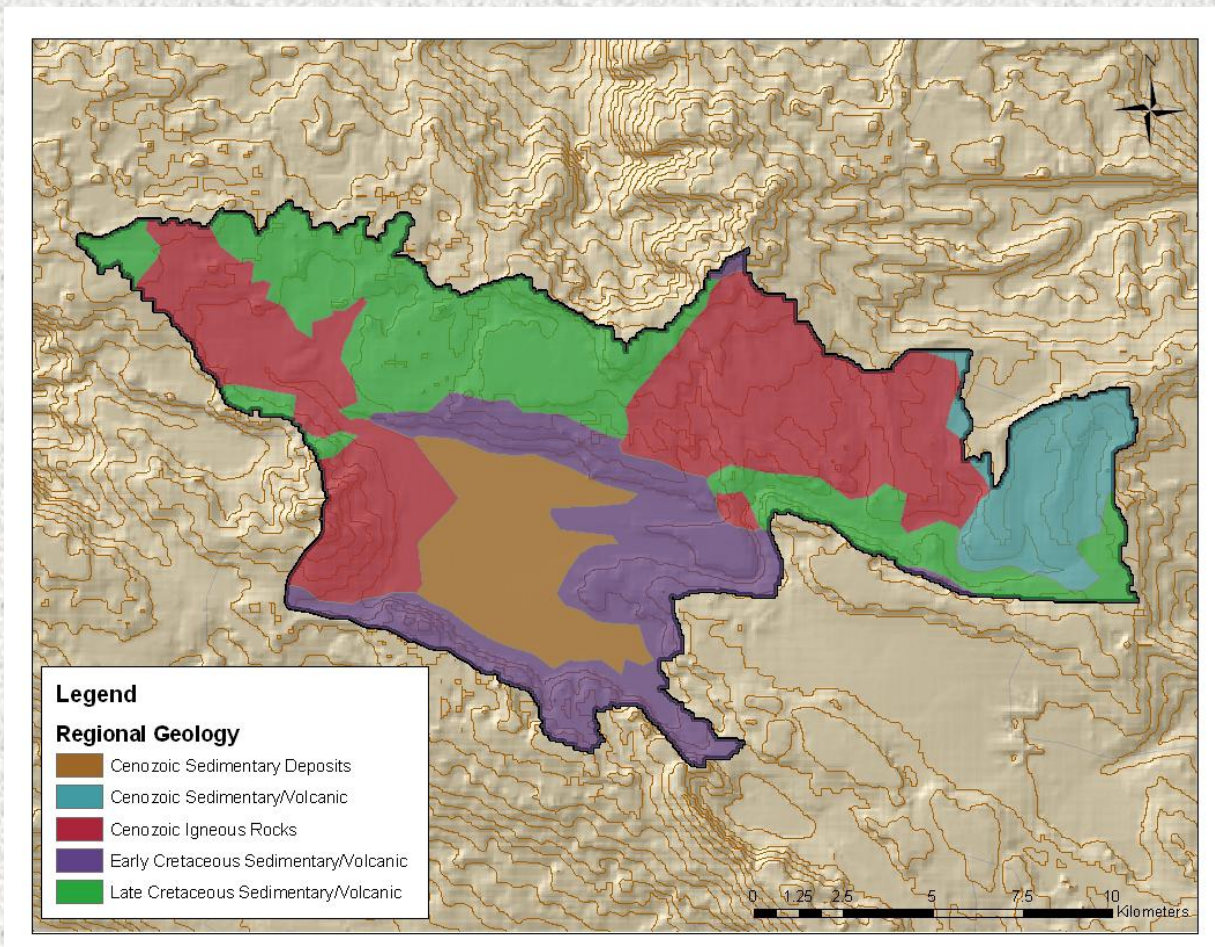 N
Legend
Regional Geology
Cenozoic Sedimentary Deposits
Cenozoic Sedimentary/Volcanic
Cenozoic Igneous Rocks
Early Cretaceous Sedimentary/Volcanic
Late Cretaceous Sedimentary/Volcanic
0 1.25 2.5 5 7.5 10
Kilometers